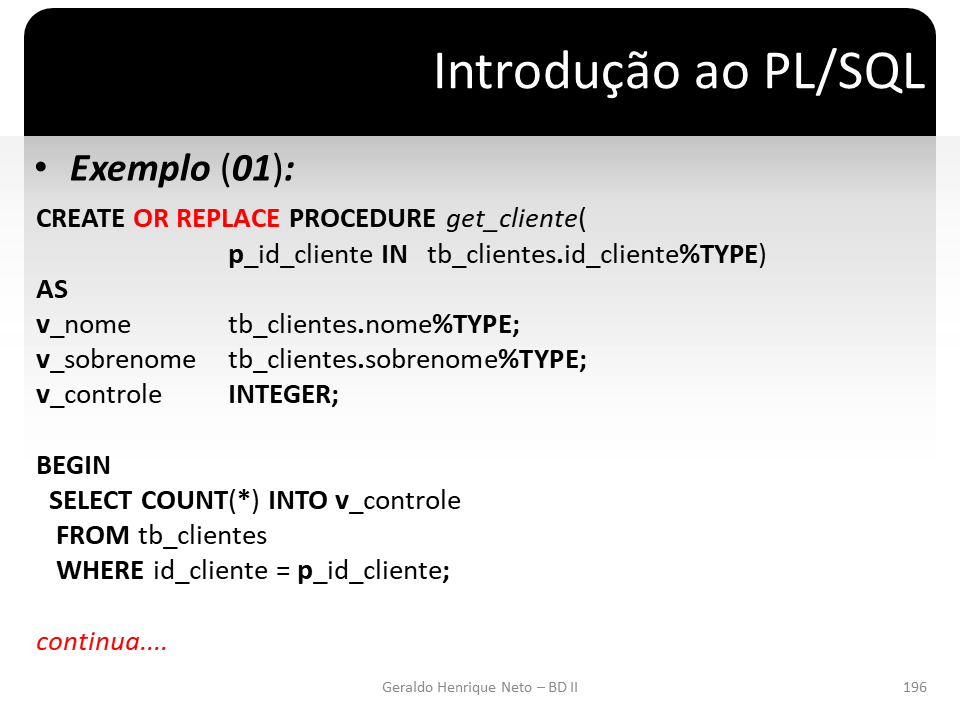 Introdução ao PL/SQL
• Exemplo (01):
CREATE OR REPLACE PROCEDURE get_cliente(
p_id_cliente IN tb_clientes.id_cliente%TYPE)
AS
v_nome tb_clientes.nome%TYPE;
v_sobrenome tb_clientes.sobrenome%TYPE;
v_controle INTEGER;
BEGIN
SELECT COUNT(*) INTO v_controle
FROM tb_clientes
WHERE id_cliente = p_id_cliente;
continua....
Geraldo Henrique Neto – BD II 196